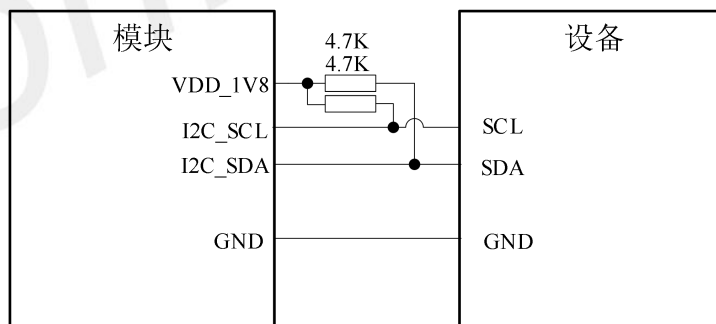 模块
设备
4.7K
4.7K
VDD_1V8
I2C_SCL
SCL
I2C_SDA
SDA
GND
GND